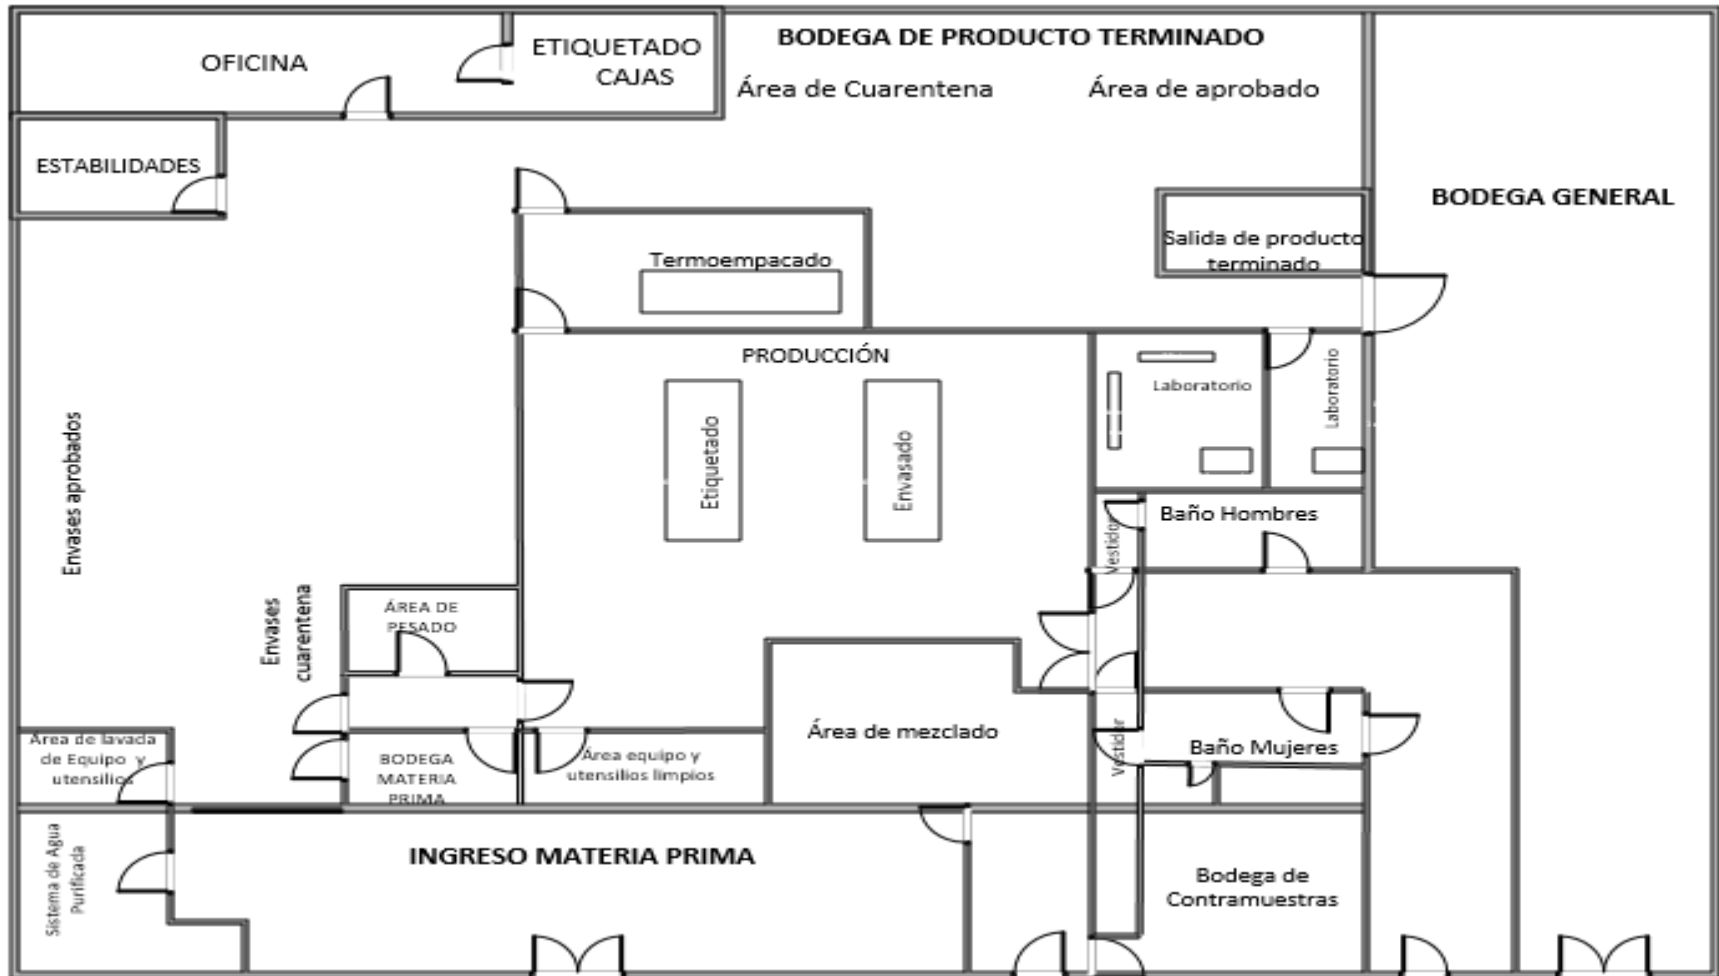 OFICINA
ETIQUETADO
CAJAS
BODEGA DE PRODUCTO TERMINADO
Área de Cuarentena
Área de aprobado
ESTABILIDADES
BODEGA GENERAL
Salida de producto
terminado
Termoempacado
PRODUCCIÓN
Etiquetado
Envasado
Laboratorio
Laboratorio
Envases aprobados
Envases
cuarentena
Baño Hombres
Vestidor
ÁREA DE
PESADO
Área de lavada
de Equipo y
utensilios
BODEGA
MATERIA
PRIMA
Área equipo y
utensilios limpios
Área de mezclado
Vestidor
Baño Mujeres
Sistema de Agua
Purificada
INGRESO MATERIA PRIMA
Bodega de
Contramuestras